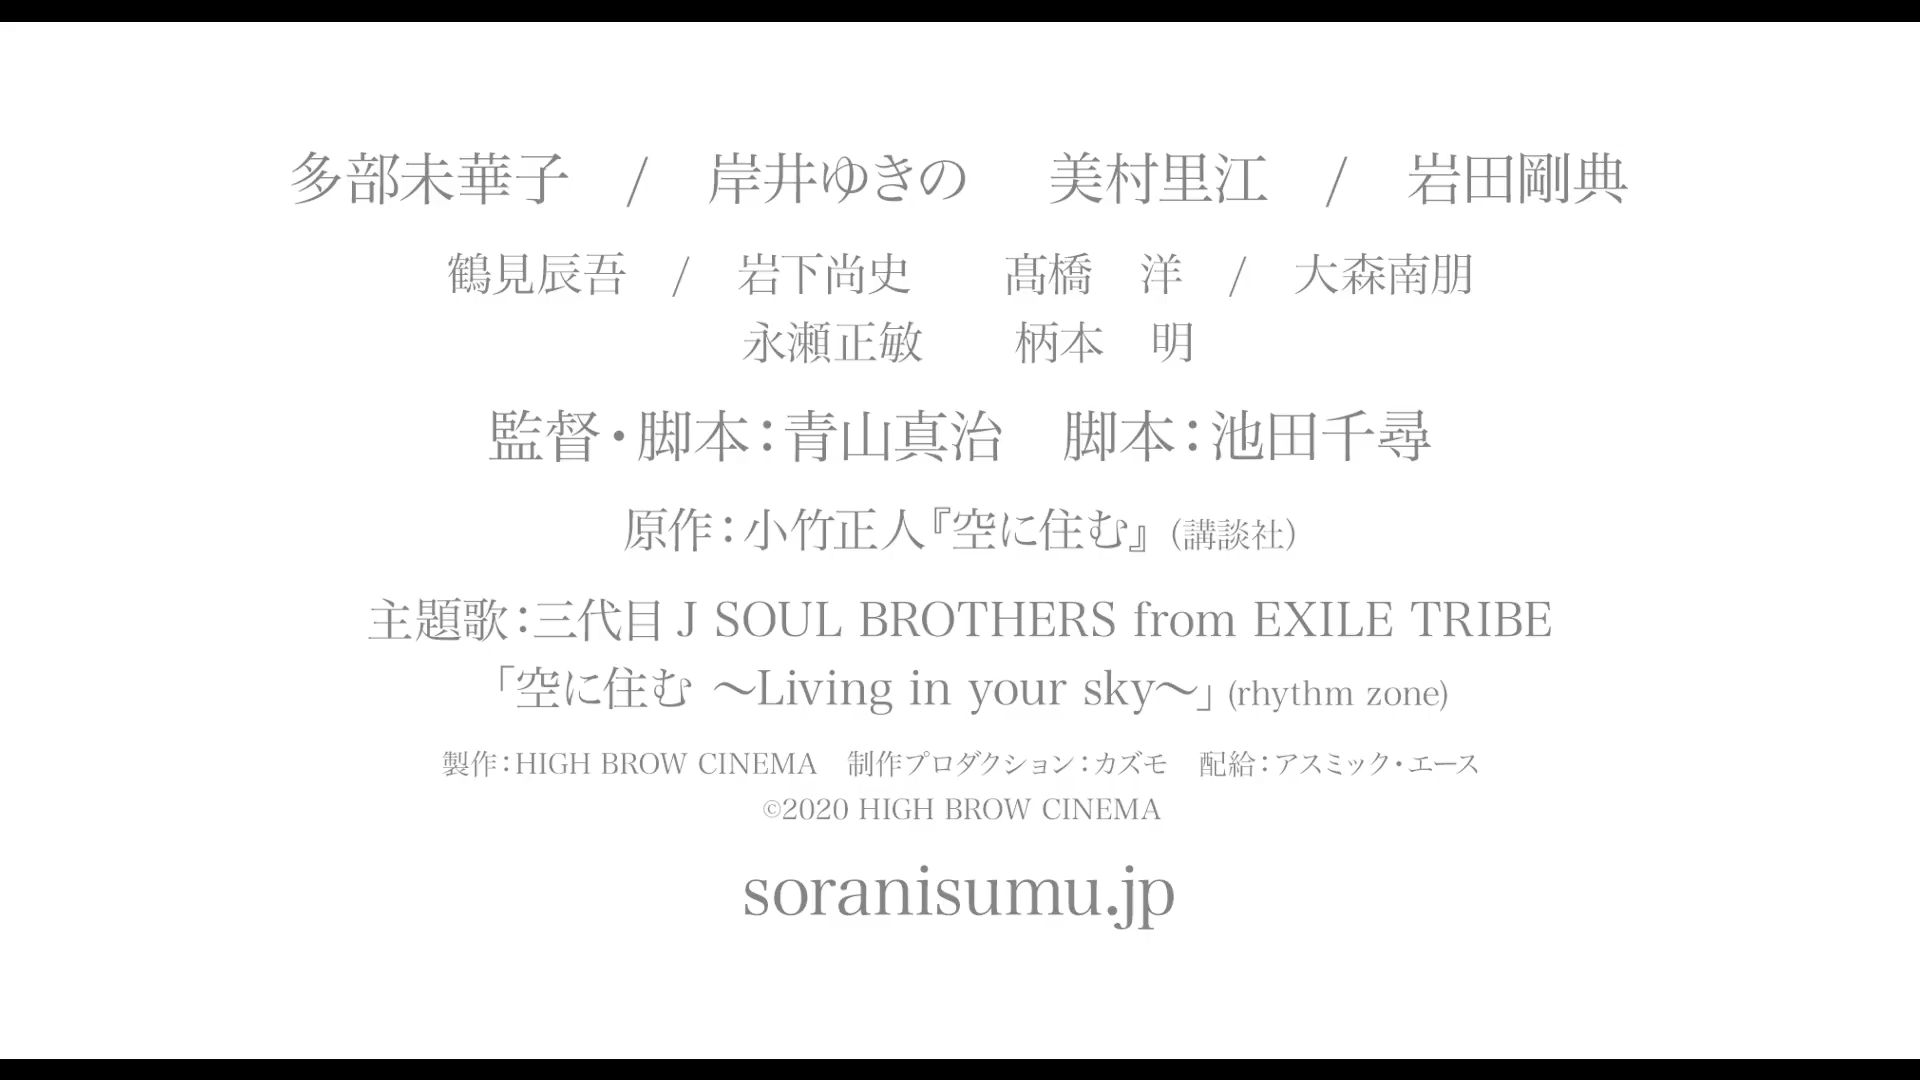 多部未華子　/　岸井ゆきの　美村里江　/　岩田剛典
鶴見辰吾　/　岩下尚史　　髙橋　洋　/　大森南朋
永瀬正敏　　柄本　明
監督・脚本：青山真治　脚本：池田千尋
原作：小竹正人『空に住む』（講談社）
主題歌：三代目 J SOUL BROTHERS from EXILE TRIBE
「空に住む ～Living in your sky～」(rhythm zone)
製作：HIGH BROW CINEMA　制作プロダクション：カズモ　配給：アスミック・エース
©2020 HIGH BROW CINEMA
soranisumu.jp